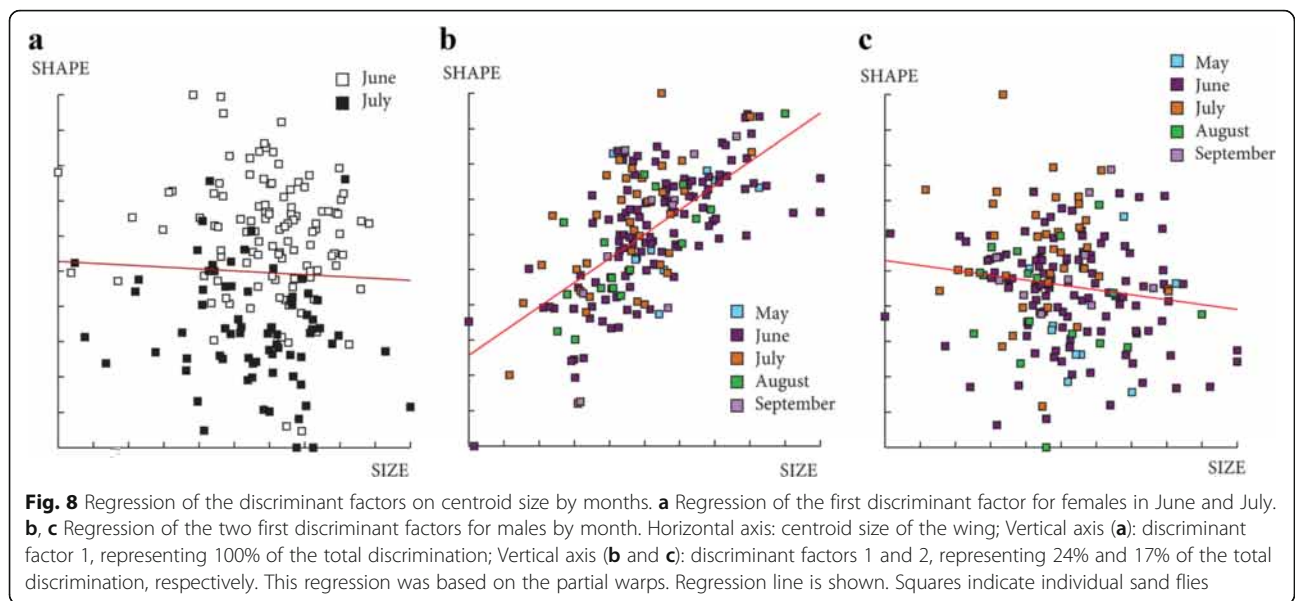 a
SHAPE
June
July
SIZE
b
SHAPE
May
June
July
August
September
SIZE
c
SHAPE
May
June
July
August
September
SIZE
Fig. 8 Regression of the discriminant factors on centroid size by months. a Regression of the first discriminant factor for females in June and July.
b, c Regression of the two first discriminant factors for males by month. Horizontal axis: centroid size of the wing; Vertical axis (a): discriminant
factor 1, representing 100% of the total discrimination; Vertical axis (b and c): discriminant factors 1 and 2, representing 24% and 17% of the total
discrimination, respectively. This regression was based on the partial warps. Regression line is shown. Squares indicate individual sand flies